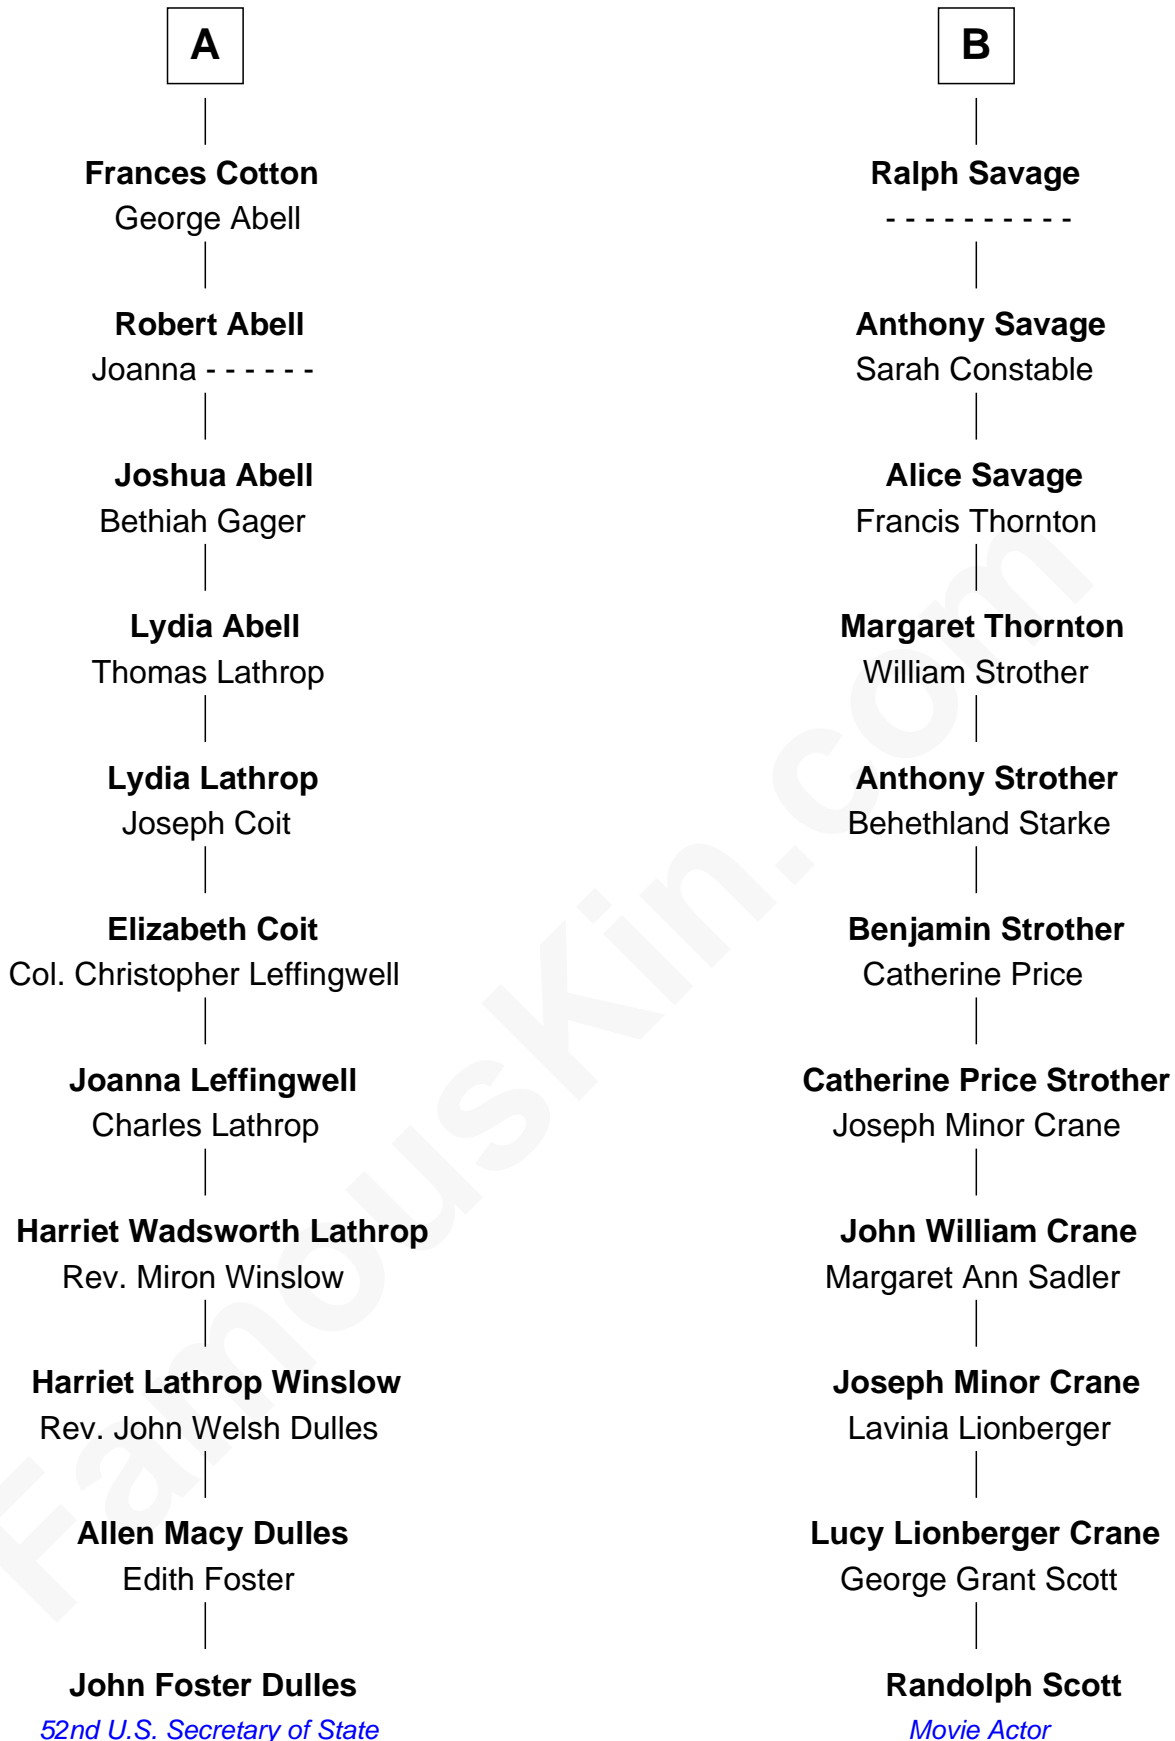 A
Frances Cotton
George Abell
Robert Abell
Joanna - - - - - -
Joshua Abell
Bethiah Gager
Lydia Abell
Thomas Lathrop
Lydia Lathrop
Joseph Coit
Elizabeth Coit
Col. Christopher Leffingwell
Joanna Leffingwell
Charles Lathrop
Harriet Wadsworth Lathrop
Rev. Miron Winslow
Harriet Lathrop Winslow
Rev. John Welsh Dulles
Allen Macy Dulles
Edith Foster
John Foster Dulles
52nd U.S. Secretary of State
B
Ralph Savage
- - - - - - - - - -
Anthony Savage
Sarah Constable
Alice Savage
Francis Thornton
Margaret Thornton
William Strother
Anthony Strother
Behethland Starke
Benjamin Strother
Catherine Price
Catherine Price Strother
Joseph Minor Crane
John William Crane
Margaret Ann Sadler
Joseph Minor Crane
Lavinia Lionberger
Lucy Lionberger Crane
George Grant Scott
Randolph Scott
Movie Actor
FamousKin.com